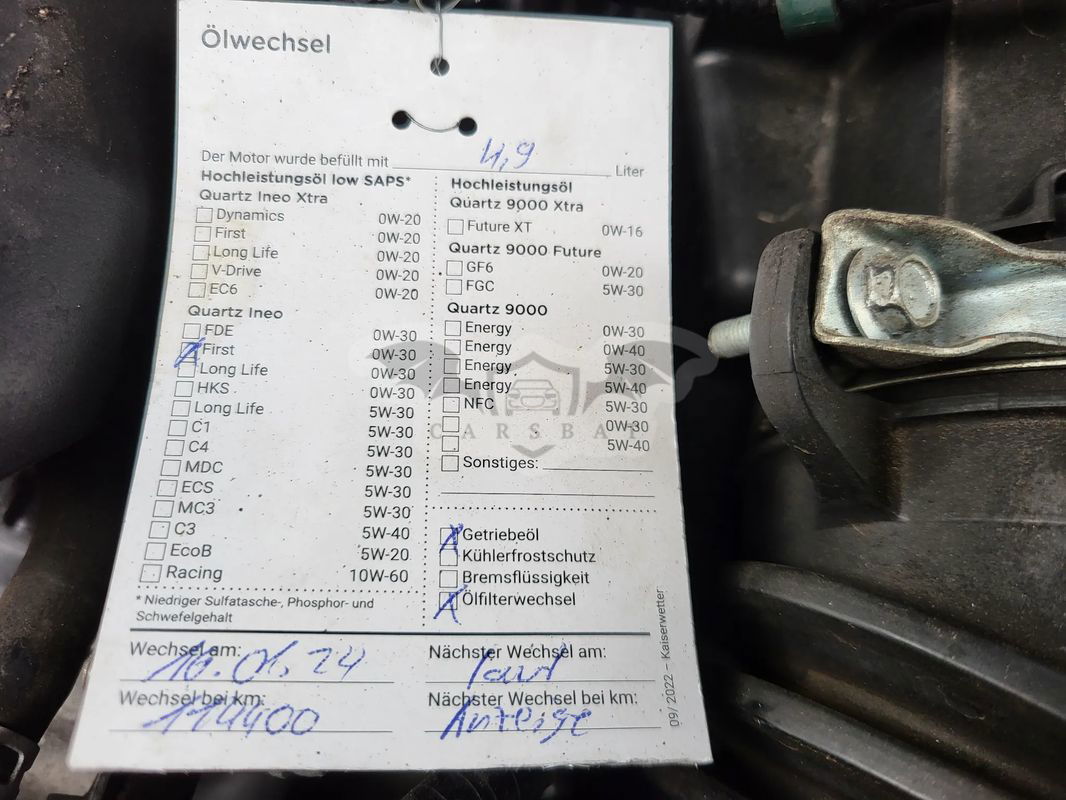 Ölwechsel
Der Motor wurde befüllt mit 4,9 Liter
Hochleistungsöl low SAPS*
Quartz Ineo Xtra
Dynamics 0W-20
First 0W-20
Long Life 0W-20
V-Drive 0W-20
EC6 0W-20
Quartz Ineo
FDE 0W-30
First 0W-30
Long Life 0W-30
HKS 0W-30
Long Life 5W-30
C1 5W-30
C4 5W-30
MDC 5W-30
ECS 5W-30
MC3 5W-30
C3 5W-40
EcoB 5W-20
Racing 10W-60
* Niedriger Sulfatasche-, Phosphor- und
Schwefelgehalt
Hochleistungsöl
Quartz 9000 Xtra
Future XT 0W-16
Quartz 9000 Future
GF6 0W-20
FGC 5W-30
Quartz 9000
Energy 0W-30
Energy 0W-40
Energy 5W-30
Energy 5W-40
NFC 5W-30
0W-30
5W-40
Sonstiges:
Getriebeöl
Kühlerfrostschutz
Bremsflüssigkeit
Ölfilterwechsel
Wechsel am: 16.01.24
Nächster Wechsel am: laut
Wechsel bei km: 114400
Nächster Wechsel bei km: Anzeige
09/2022 – Kaiserwetter
CARSBAT